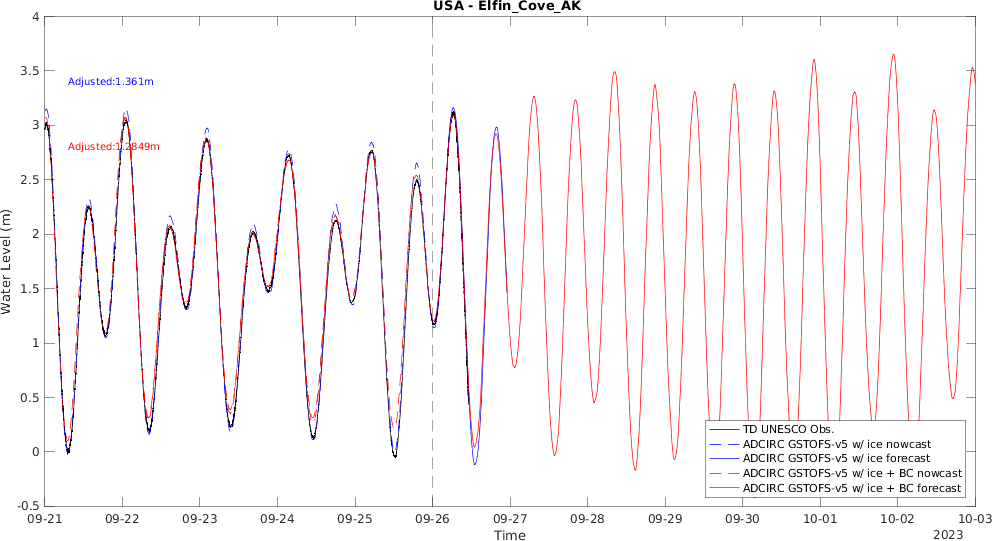 USA - Elfin_Cove_AK
4
3.5
3
2.5
2
1.5
1
0.5
0
-0.5
Water Level (m)
Adjusted:1.361m
Adjusted:1.2849m
TD UNESCO Obs.
ADCIRC GSTOFS-v5 w/ ice nowcast
ADCIRC GSTOFS-v5 w/ ice forecast
ADCIRC GSTOFS-v5 w/ ice + BC nowcast
ADCIRC GSTOFS-v5 w/ ice + BC forecast
09-21 09-22 09-23 09-24 09-25 09-26 09-27 09-28 09-29 09-30 10-01 10-02 10-03
Time
2023